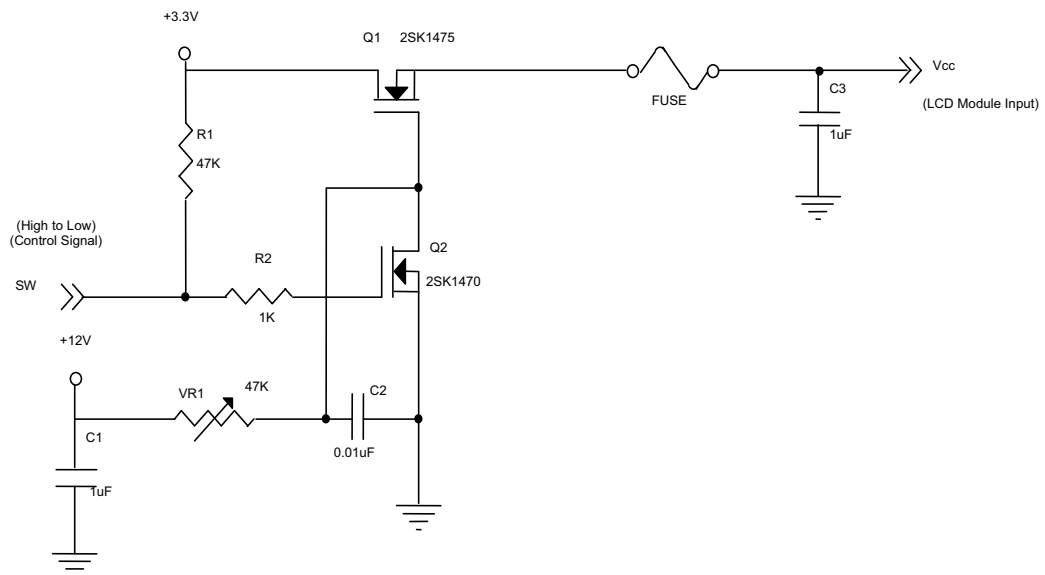 +3.3V
Q1 2SK1475
Vcc
C3
FUSE
(LCD Module Input)
R1
1uF
47K
(High to Low)
(Control Signal)
Q2
R2
SW
2SK1470
1K
+12V
VR1
47K
C2
C1
0.01uF
1uF